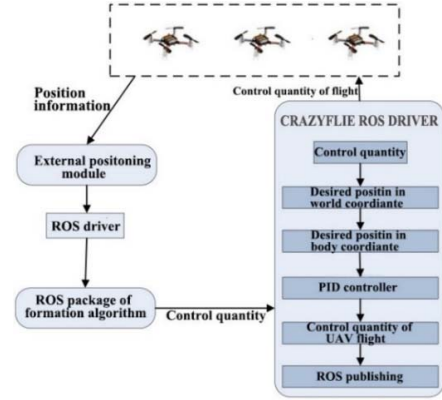 Position
information
Control quantity of flight
External positoning
module
ROS driver
ROS package of
formation algorithm
Control quantity
CRAZYFLIE ROS DRIVER
Control quantity
Desired positin in
world coordiante
Desired positin in
body coordiante
PID controller
Control quantity of
UAV flight
ROS publishing